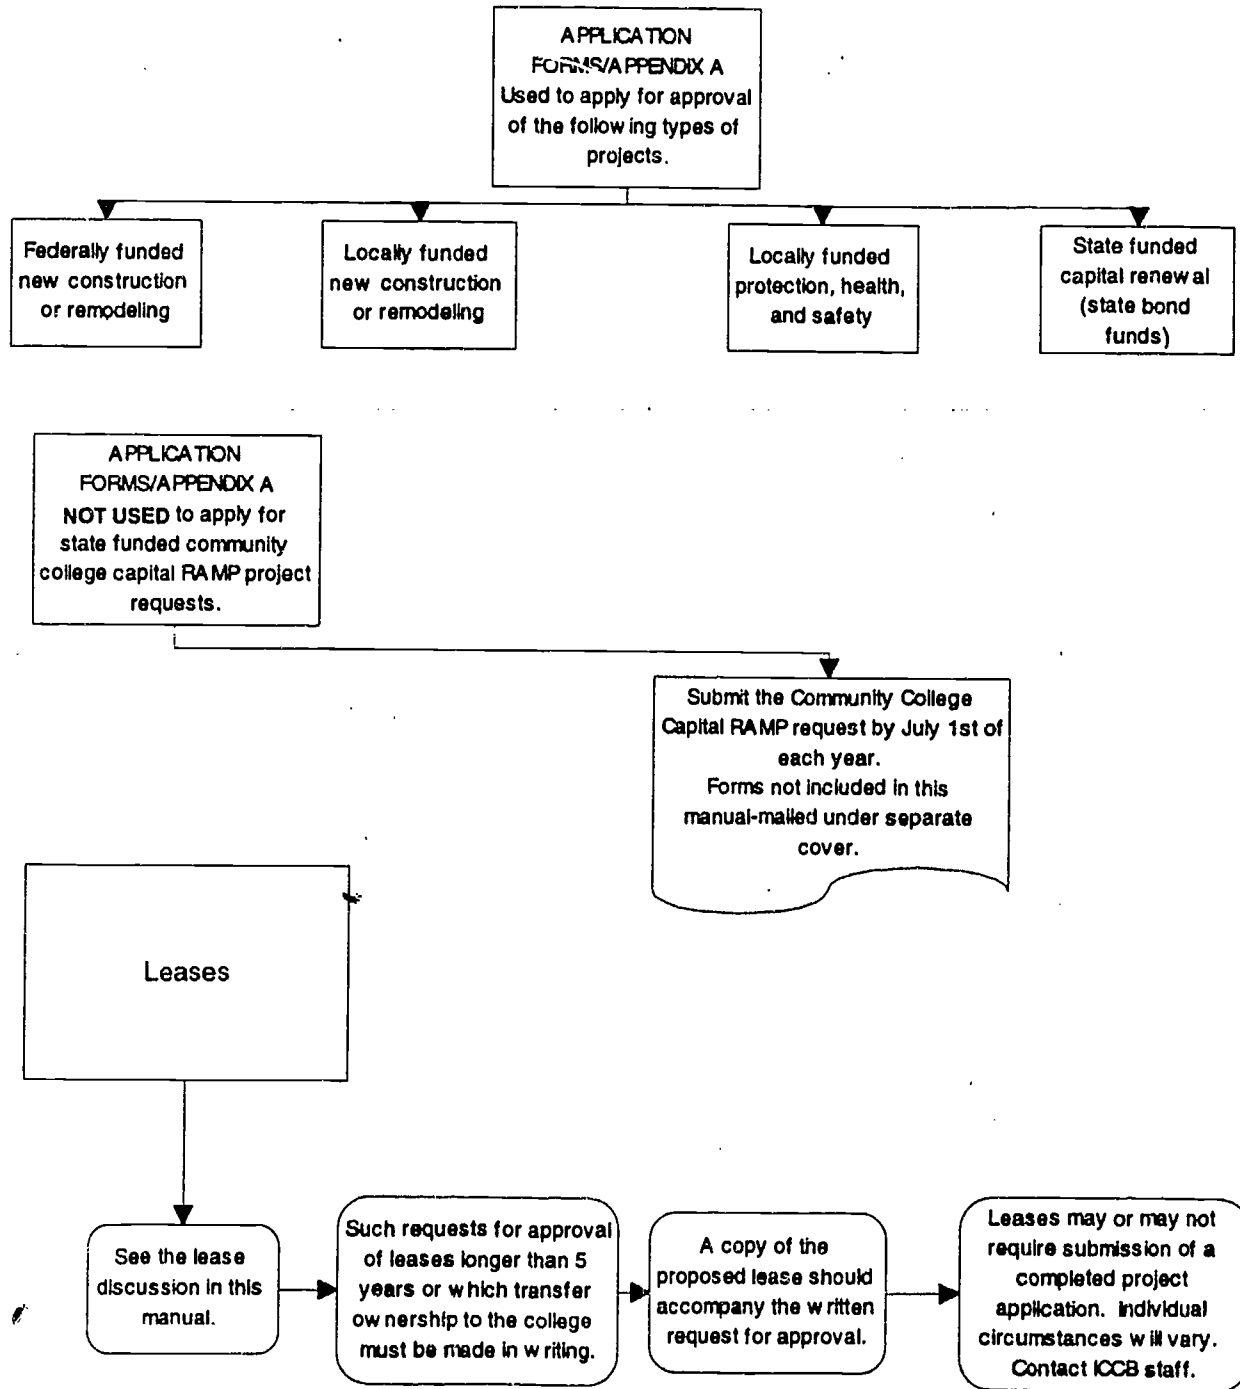 APPLICATION
FORMS/APPENDIX A
Used to apply for approval
of the following types of
projects.
Federally funded
new construction
or remodeling
Locally funded
new construction
or remodeling
Locally funded
protection, health,
and safety
State funded
capital renewal
(state bond
funds)
APPLICATION
FORMS/APPENDIX A
NOT USED to apply for
state funded community
college capital RAMP project
requests.
Submit the Community College
Capital RAMP request by July 1st of
each year.
Forms not included in this
manual-mailed under separate
cover.
Leases
See the lease
discussion in this
manual.
Such requests for approval
of leases longer than 5
years or which transfer
ownership to the college
must be made in writing.
A copy of the
proposed lease should
accompany the written
request for approval.
Leases may or may not
require submission of a
completed project
application. Individual
circumstances will vary.
Contact ICCB staff.